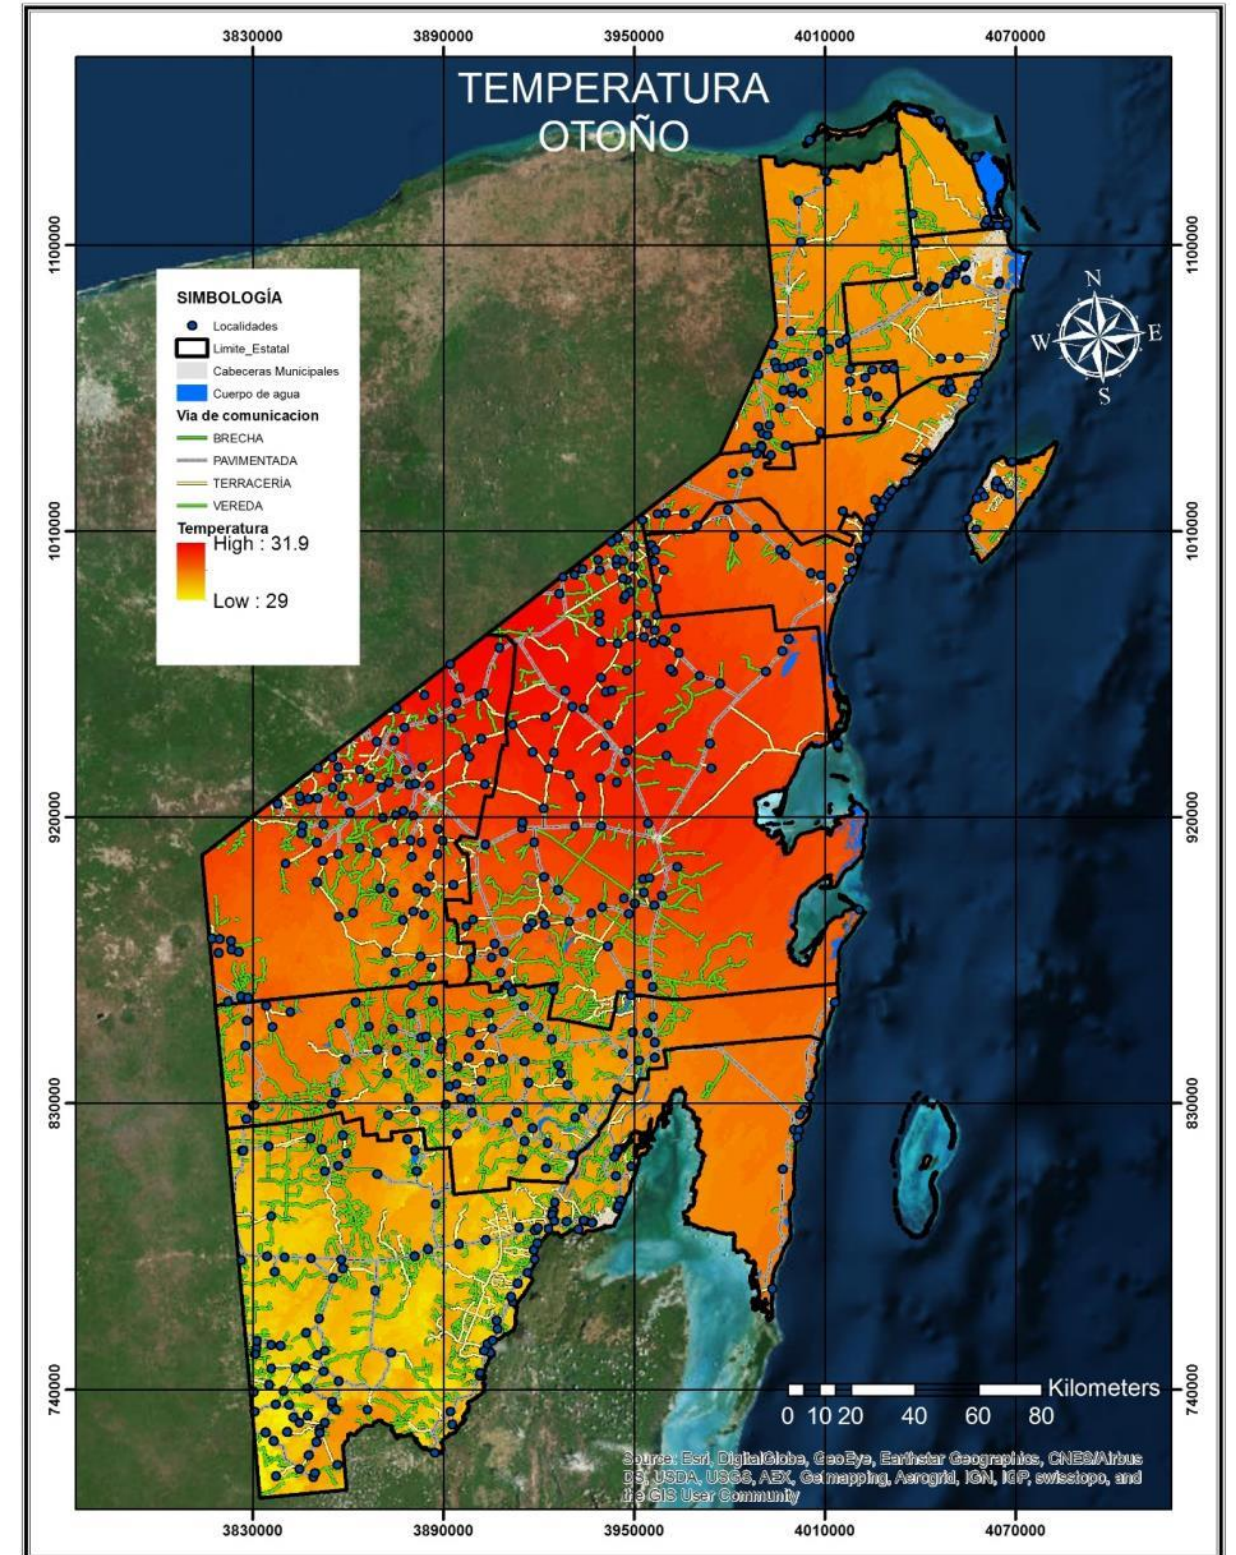 3830000 3890000 3950000 4010000 4070000
TEMPERATURA
OTOÑO
1100000 1100000
N
W E
S
SIMBOLOGÍA
Localidades
Limite_Estatal
Cabeceras Municipales
Cuerpo de agua
Via de comunicacion
BRECHA
PAVIMENTADA
TERRACERÍA
VEREDA
Temperatura
High : 31.9
Low : 29
1010000 1010000
920000 920000
830000 830000
740000 740000
Kilometers
0 10 20 40 60 80
Source: Esri, DigitalGlobe, GeoEye, Earthstar Geographics, CNES/Airbus
DS, USDA, USGS, AEX, Getmapping, Aerogrid, IGN, IGP, swisstopo, and
the GIS User Community
3830000 3890000 3950000 4010000 4070000